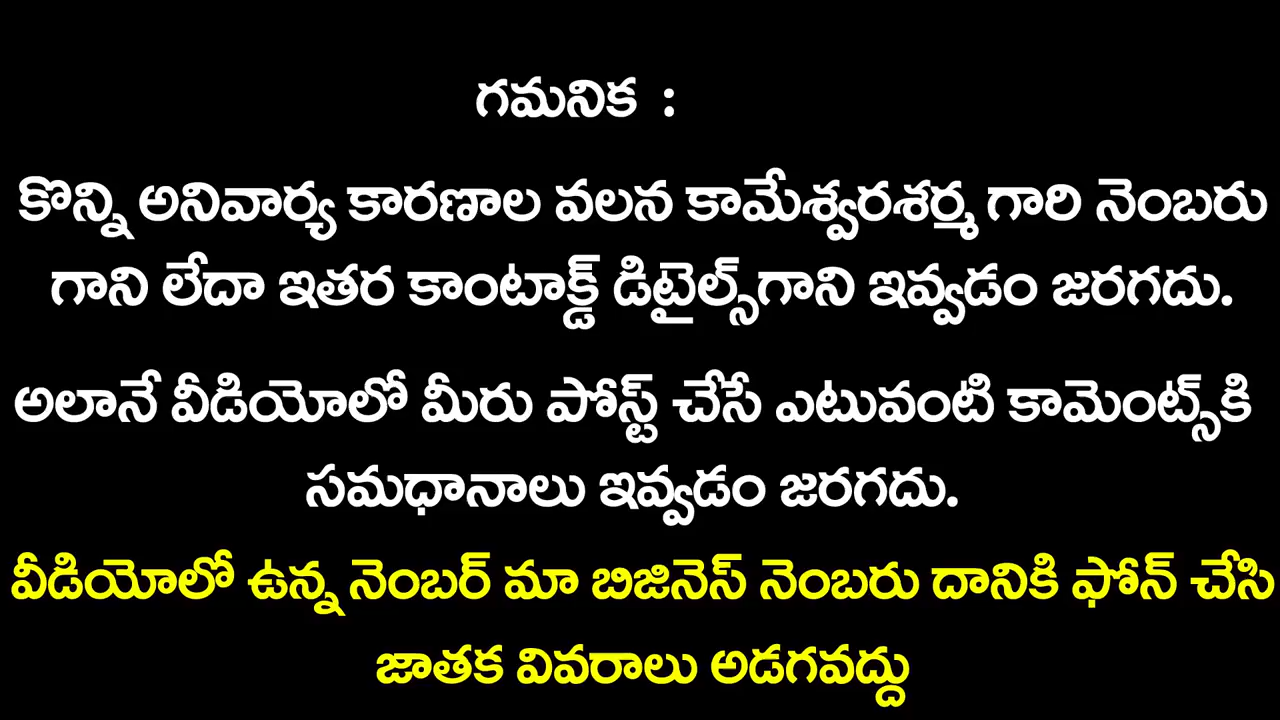 గమనిక :
కొన్ని అనివార్య కారణాల వలన కామేశ్వరశర్మ గారి నెంబరు
గాని లేదా ఇతర కాంటాక్ట్ డిటైల్స్‌గాని ఇవ్వడం జరగదు.
అలానే వీడియోలో మీరు పోస్ట్ చేసే ఎటువంటి కామెంట్స్‌కి
సమధానాలు ఇవ్వడం జరగదు.
వీడియోలో ఉన్న నెంబర్ మా బిజినెస్ నెంబరు దానికి ఫోన్ చేసి
జాతక వివరాలు అడగవద్దు